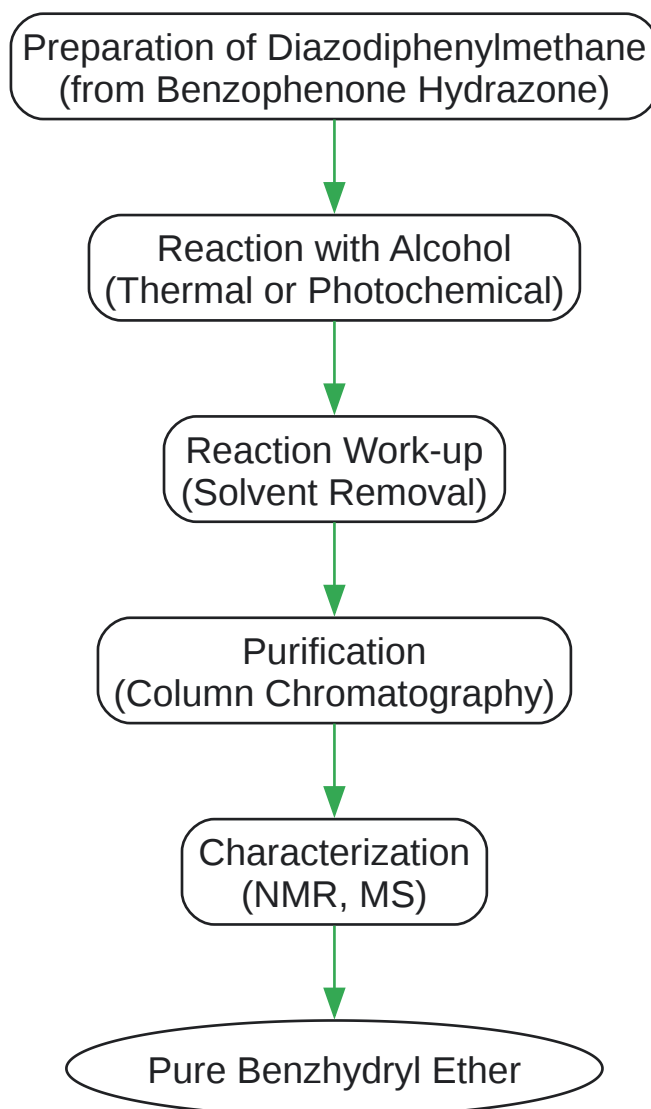 Preparation of Diazodiphenylmethane
(from Benzophenone Hydrazone)
Reaction with Alcohol
(Thermal or Photochemical)
Reaction Work-up
(Solvent Removal)
Purification
(Column Chromatography)
Characterization
(NMR, MS)
Pure Benzhydryl Ether